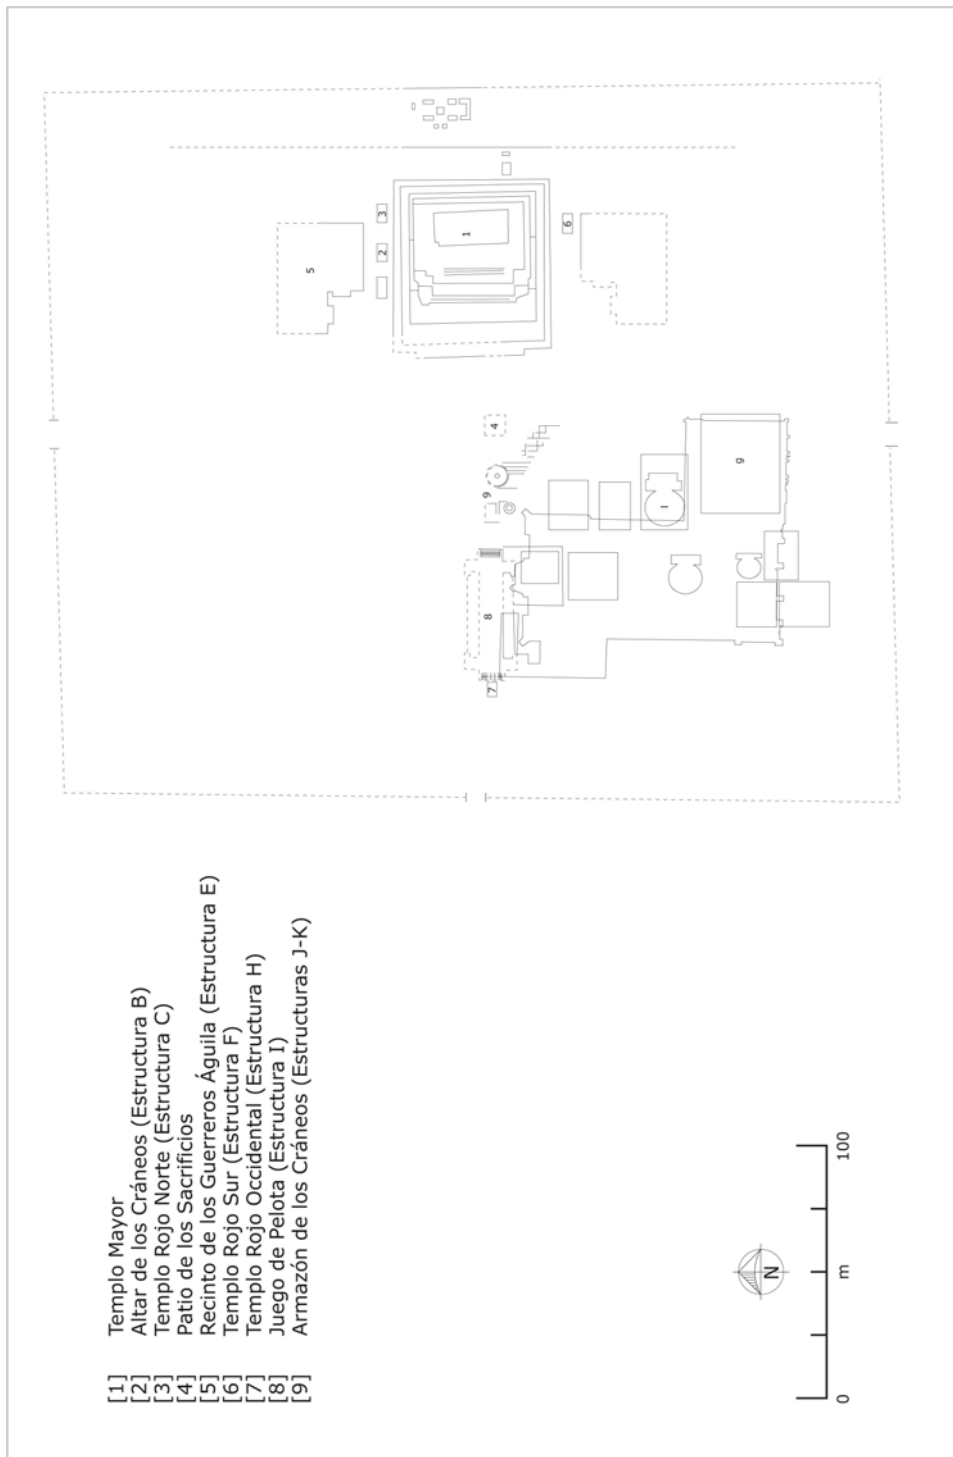 [1] Templo Mayor
[2] Altar de los Cráneos (Estructura B)
[3] Templo Rojo Norte (Estructura C)
[4] Patio de los Sacrificios
[5] Recinto de los Guerreros Águila (Estructura E)
[6] Templo Rojo Sur (Estructura F)
[7] Templo Rojo Occidental (Estructura H)
[8] Juego de Pelota (Estructura I)
[9] Armazón de los Cráneos (Estructuras J-K)
N
0 m 100
5
2
3
1
9
8
7
4
6